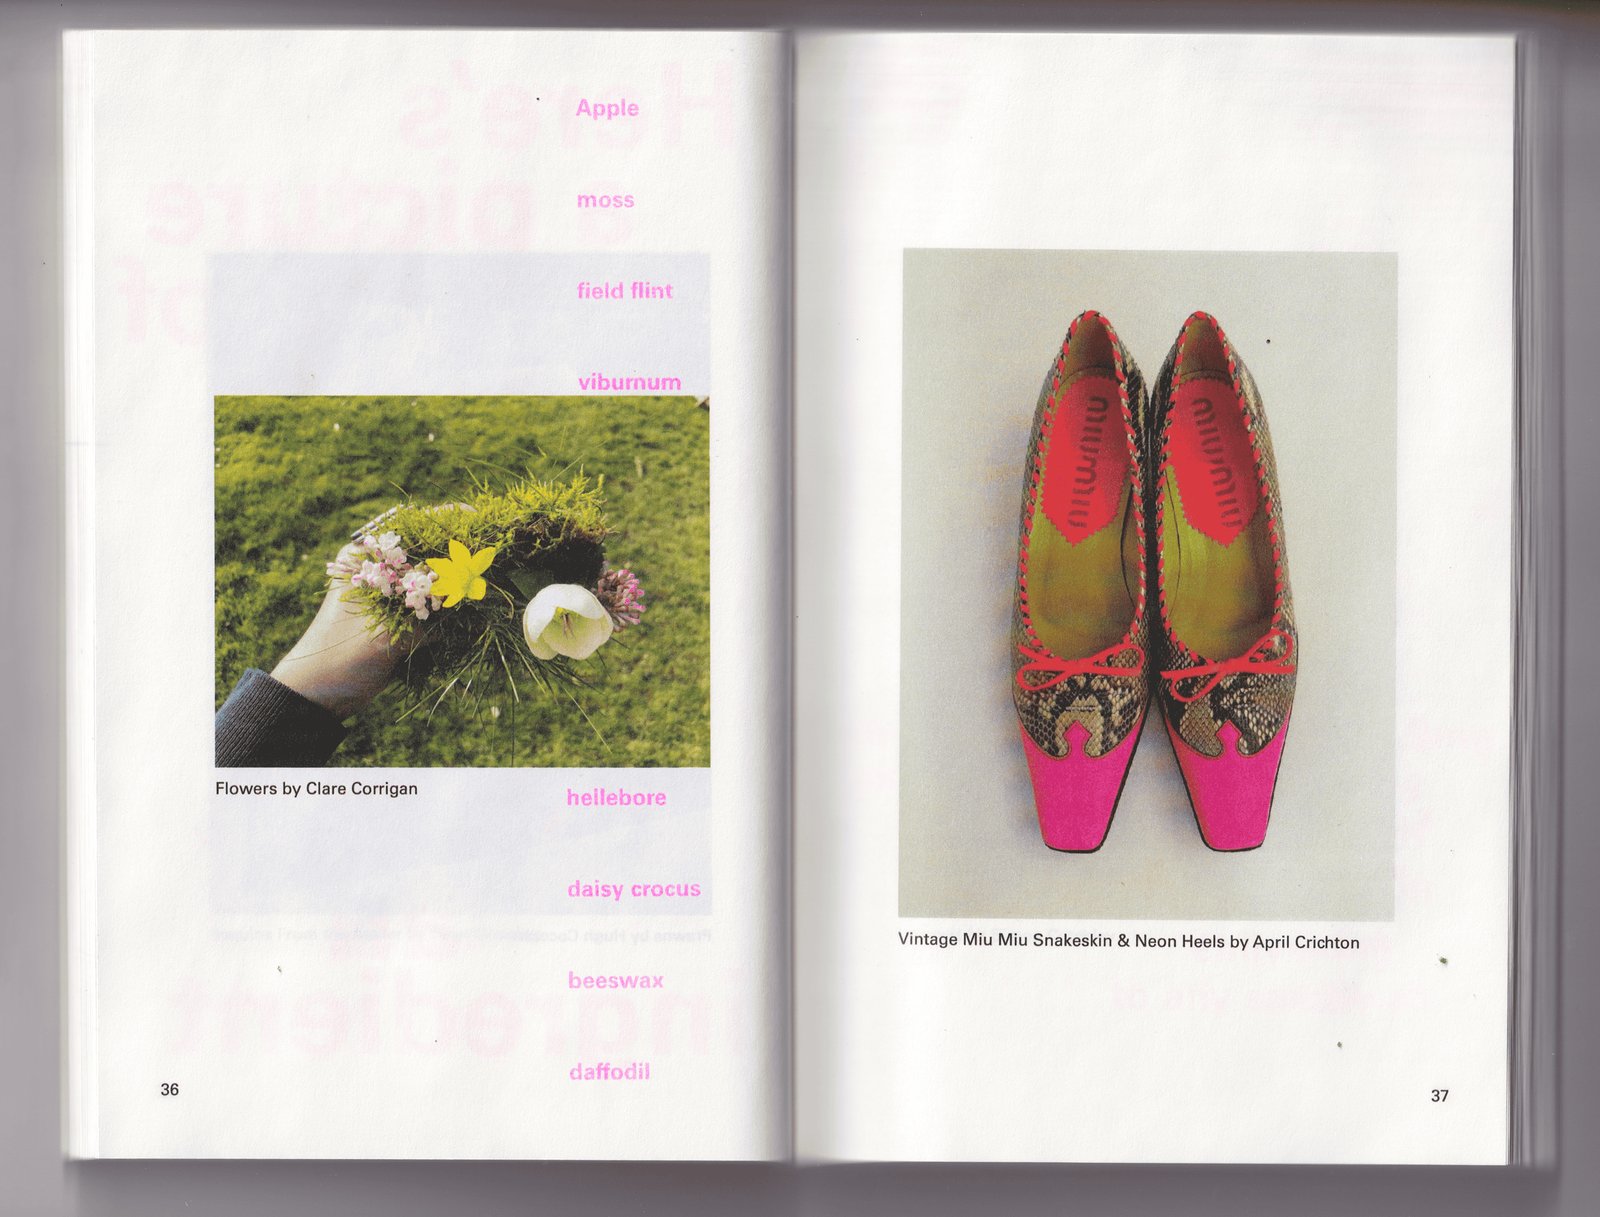 Apple
moss
field flint
viburnum
Flowers by Clare Corrigan
hellebore
daisy crocus
beeswax
daffodil
36
miumiu
miumiu
Vintage Miu Miu Snakeskin & Neon Heels by April Crichton
37